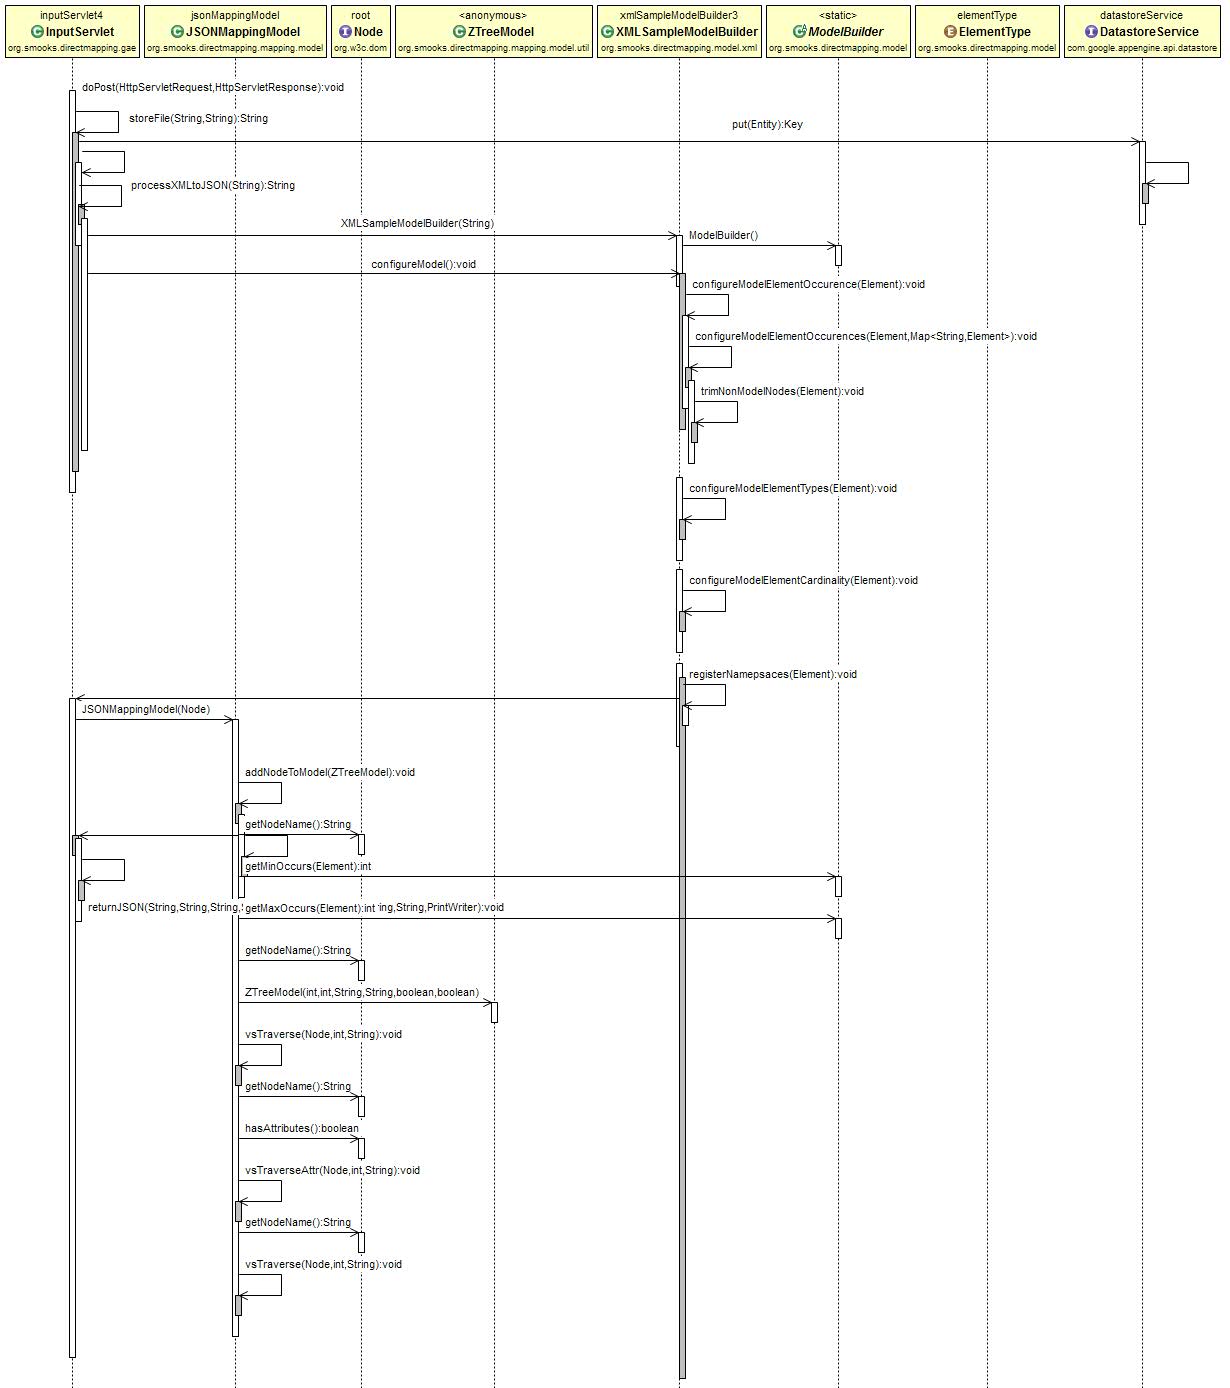 inputServlet4
InputServlet
org.smooks.directmapping.gae
jsonMappingModel
JSONMappingModel
org.smooks.directmapping.mapping.model
root
Node
org.w3c.dom
<anonymous>
ZTreeModel
org.smooks.directmapping.mapping.model.util
xmlSampleModelBuilder3
XMLSampleModelBuilder
org.smooks.directmapping.model.xml
<static>
ModelBuilder
org.smooks.directmapping.model
elementType
ElementType
org.smooks.directmapping.model
datastoreService
DatastoreService
com.google.appengine.api.datastore
doPost(HttpServletRequest,HttpServletResponse):void
storeFile(String,String):String
put(Entity):Key
processXMLtoJSON(String):String
XMLSampleModelBuilder(String)
ModelBuilder()
configureModel():void
configureModelElementOccurence(Element):void
configureModelElementOccurences(Element,Map<String,Element>):void
trimNonModelNodes(Element):void
configureModelElementTypes(Element):void
configureModelElementCardinality(Element):void
registerNamepsaces(Element):void
JSONMappingModel(Node)
addNodeToModel(ZTreeModel):void
getNodeName():String
getMinOccurs(Element):int
returnJSON(String,String,String,
getMaxOccurs(Element):int
ing,String,PrintWriter):void
getNodeName():String
ZTreeModel(int,int,String,String,boolean,boolean)
vsTraverse(Node,int,String):void
getNodeName():String
hasAttributes():boolean
vsTraverseAttr(Node,int,String):void
getNodeName():String
vsTraverse(Node,int,String):void